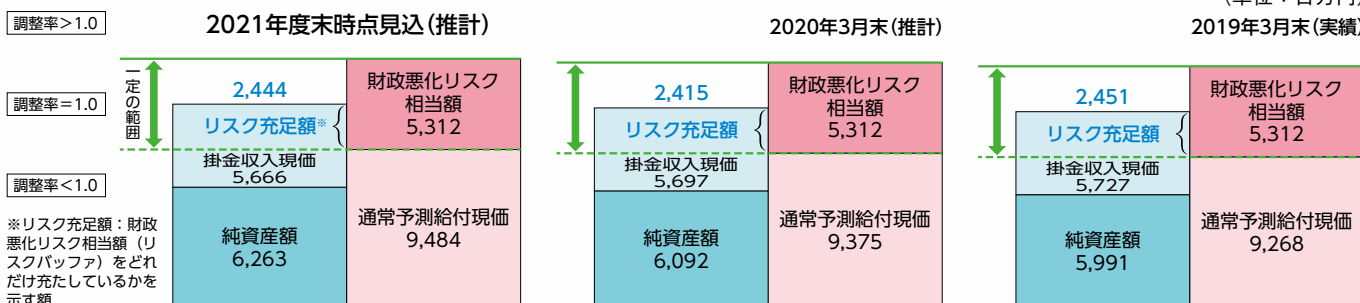 (単位：百万円)
調整率＞1.0
2021年度末時点見込（推計）
2020年3月末（推計）
2019年3月末（実績）
調整率＝1.0
調整率＜1.0
※リスク充足額：財政
悪化リスク相当額（リ
スクバッファ）をどれ
だけ充たしているかを
示す額
一定の範囲
2,444
リスク充足額※
掛金収入現価
5,666
純資産額
6,263
財政悪化リスク
相当額
5,312
通常予測給付現価
9,484
2,415
リスク充足額
掛金収入現価
5,697
純資産額
6,092
財政悪化リスク
相当額
5,312
通常予測給付現価
9,375
2,451
リスク充足額
掛金収入現価
5,727
純資産額
5,991
財政悪化リスク
相当額
5,312
通常予測給付現価
9,268